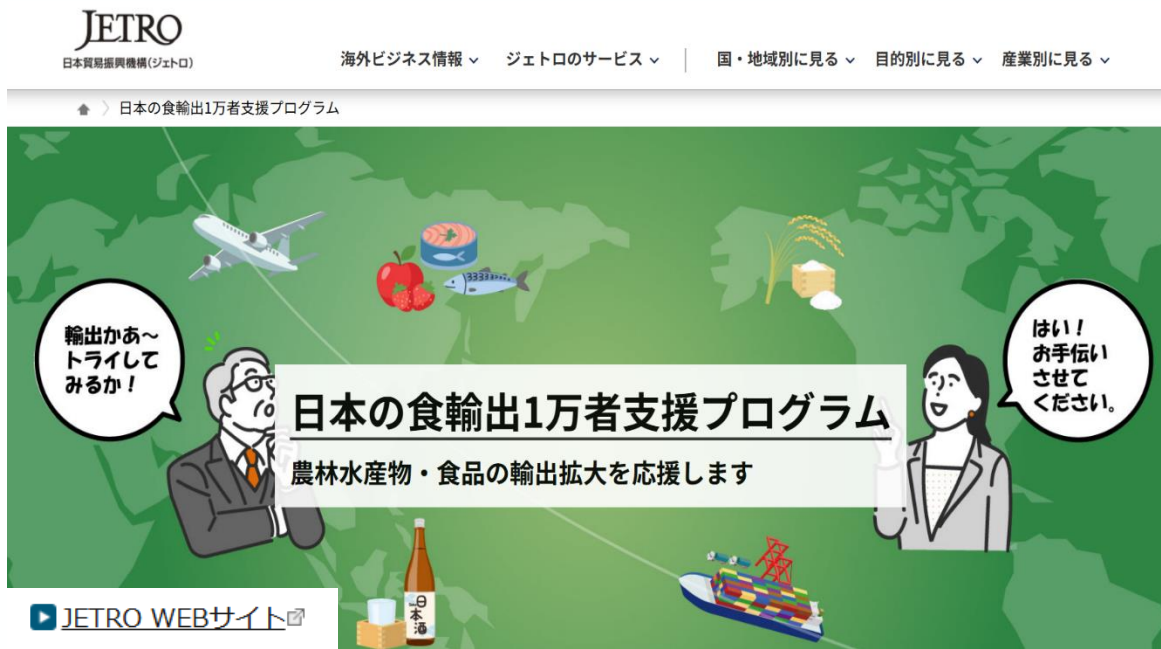 JETRO
日本貿易振興機構(ジェトロ)
海外ビジネス情報 ジェトロのサービス 国・地域別に見る 目的別に見る 産業別に見る
日本の食輸出1万者支援プログラム
輸出かあ~
トライして
みるか!
はい!
お手伝い
させて
ください。
日本の食輸出1万者支援プログラム
農林水産物・食品の輸出拡大を応援します
日本酒
JETRO WEBサイト